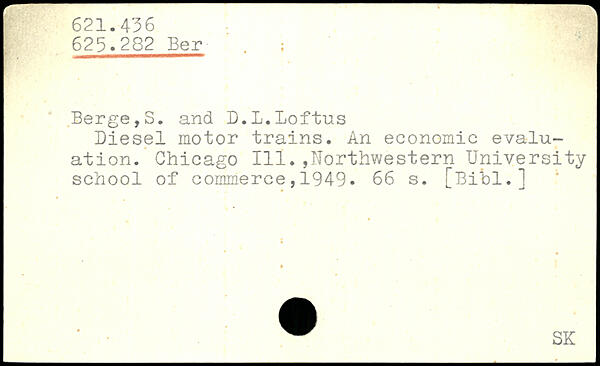 621.436
625.282 Ber
Berge,S. and D.L.Loftus
Diesel motor trains. An economic evalu-
ation. Chicago Ill.,Northwestern University
school of commerce,1949. 66 s. [Bibl.]
SK